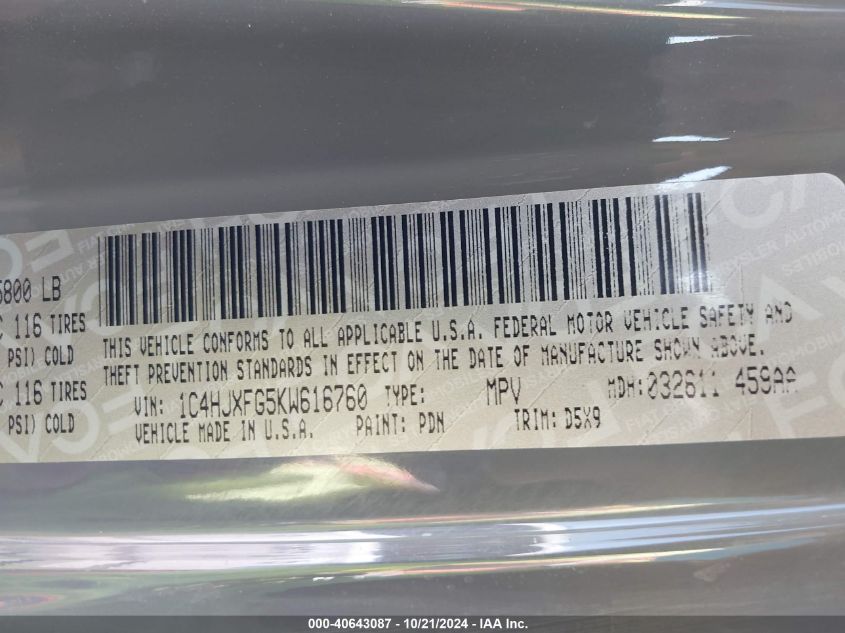 5800 LB
C 116 TIRES
PSI) COLD
C 116 TIRES
PSI) COLD
THIS VEHICLE CONFORMS TO ALL APPLICABLE U.S.A. FEDERAL MOTOR VEHICLE SAFETY AND
THEFT PREVENTION STANDARDS IN EFFECT ON THE DATE OF MANUFACTURE SHOWN ABOVE.
VIN: 1C4HJXFG5KW616760 TYPE: MPV MDH: 032611 459AA
VEHICLE MADE IN U.S.A. PAINT: PDN TRIM: D5X9
000-40643087 - 10/21/2024 - IAA Inc.